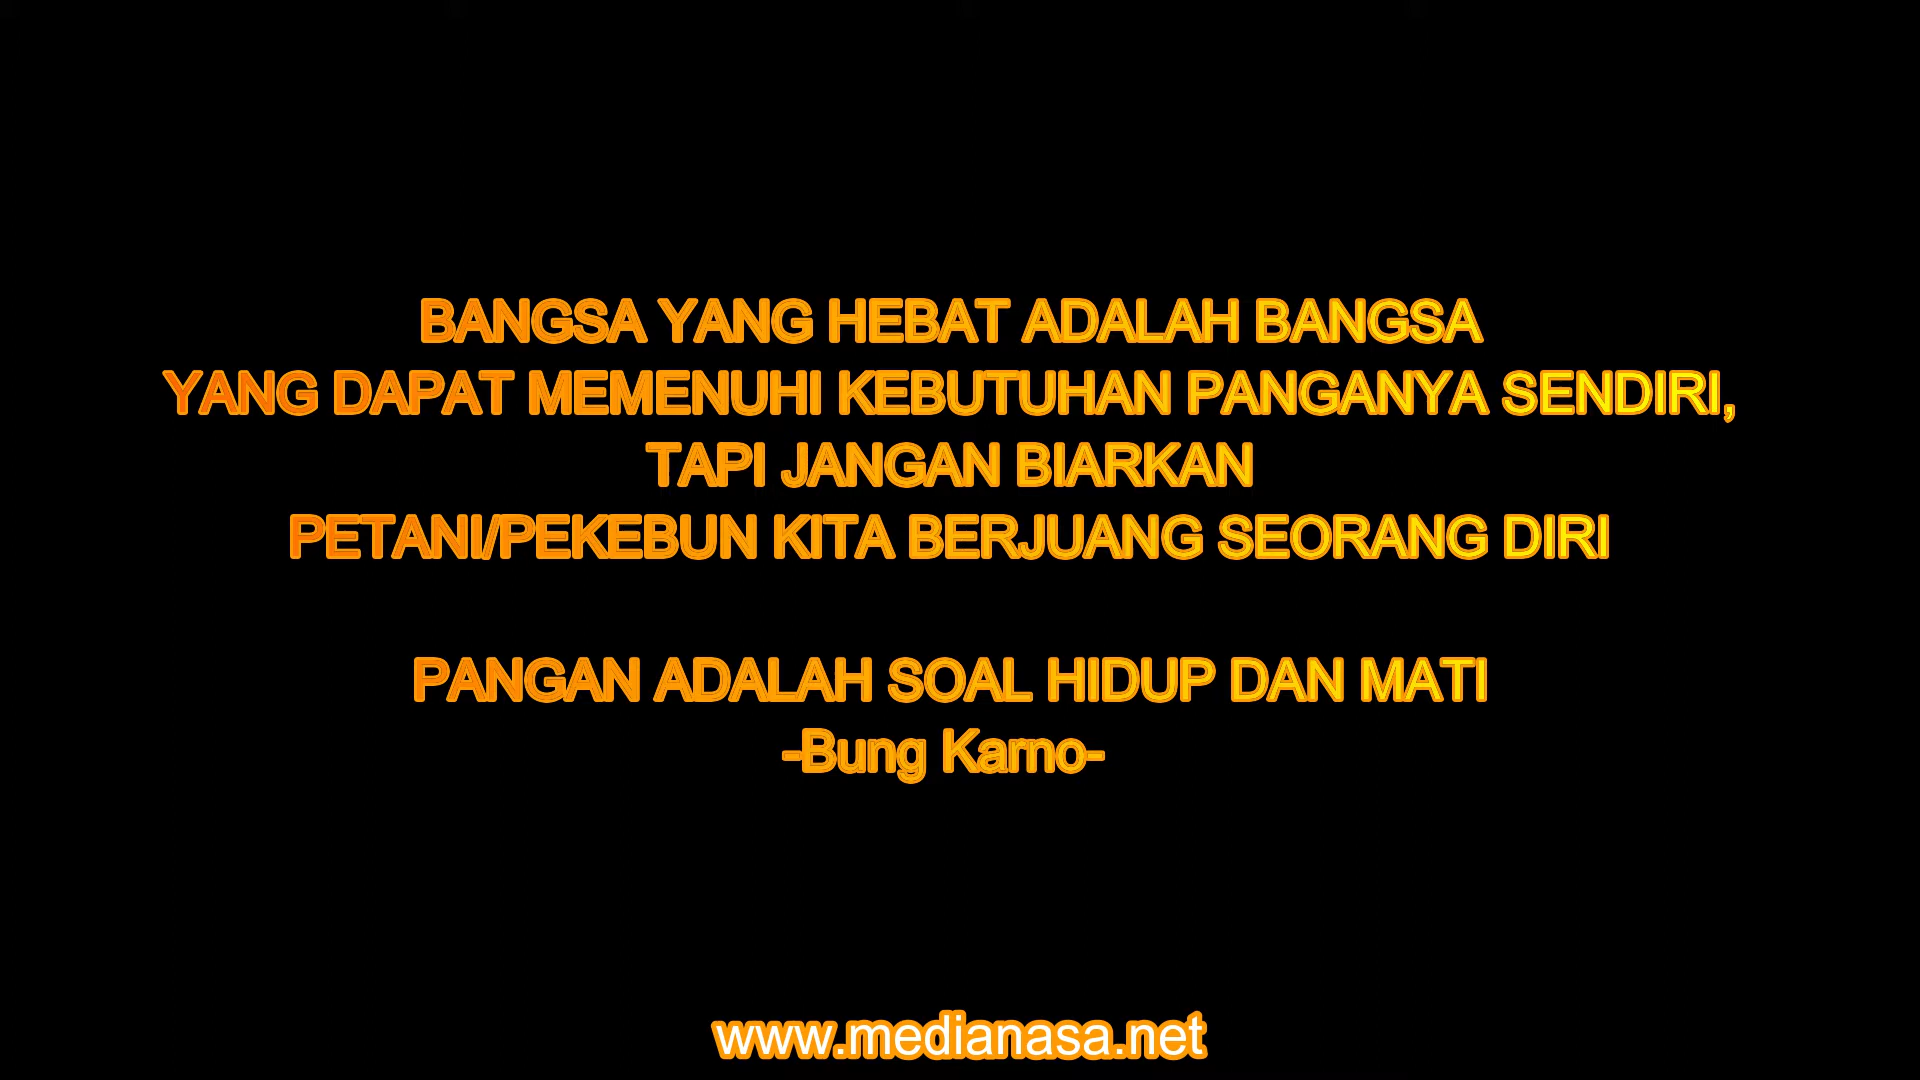 BANGSA YANG HEBAT ADALAH BANGSA
YANG DAPAT MEMENUHI KEBUTUHAN PANGANYA SENDIRI,
TAPI JANGAN BIARKAN
PETANI/PEKEBUN KITA BERJUANG SEORANG DIRI
PANGAN ADALAH SOAL HIDUP DAN MATI
-Bung Karno-
www.medianasa.net